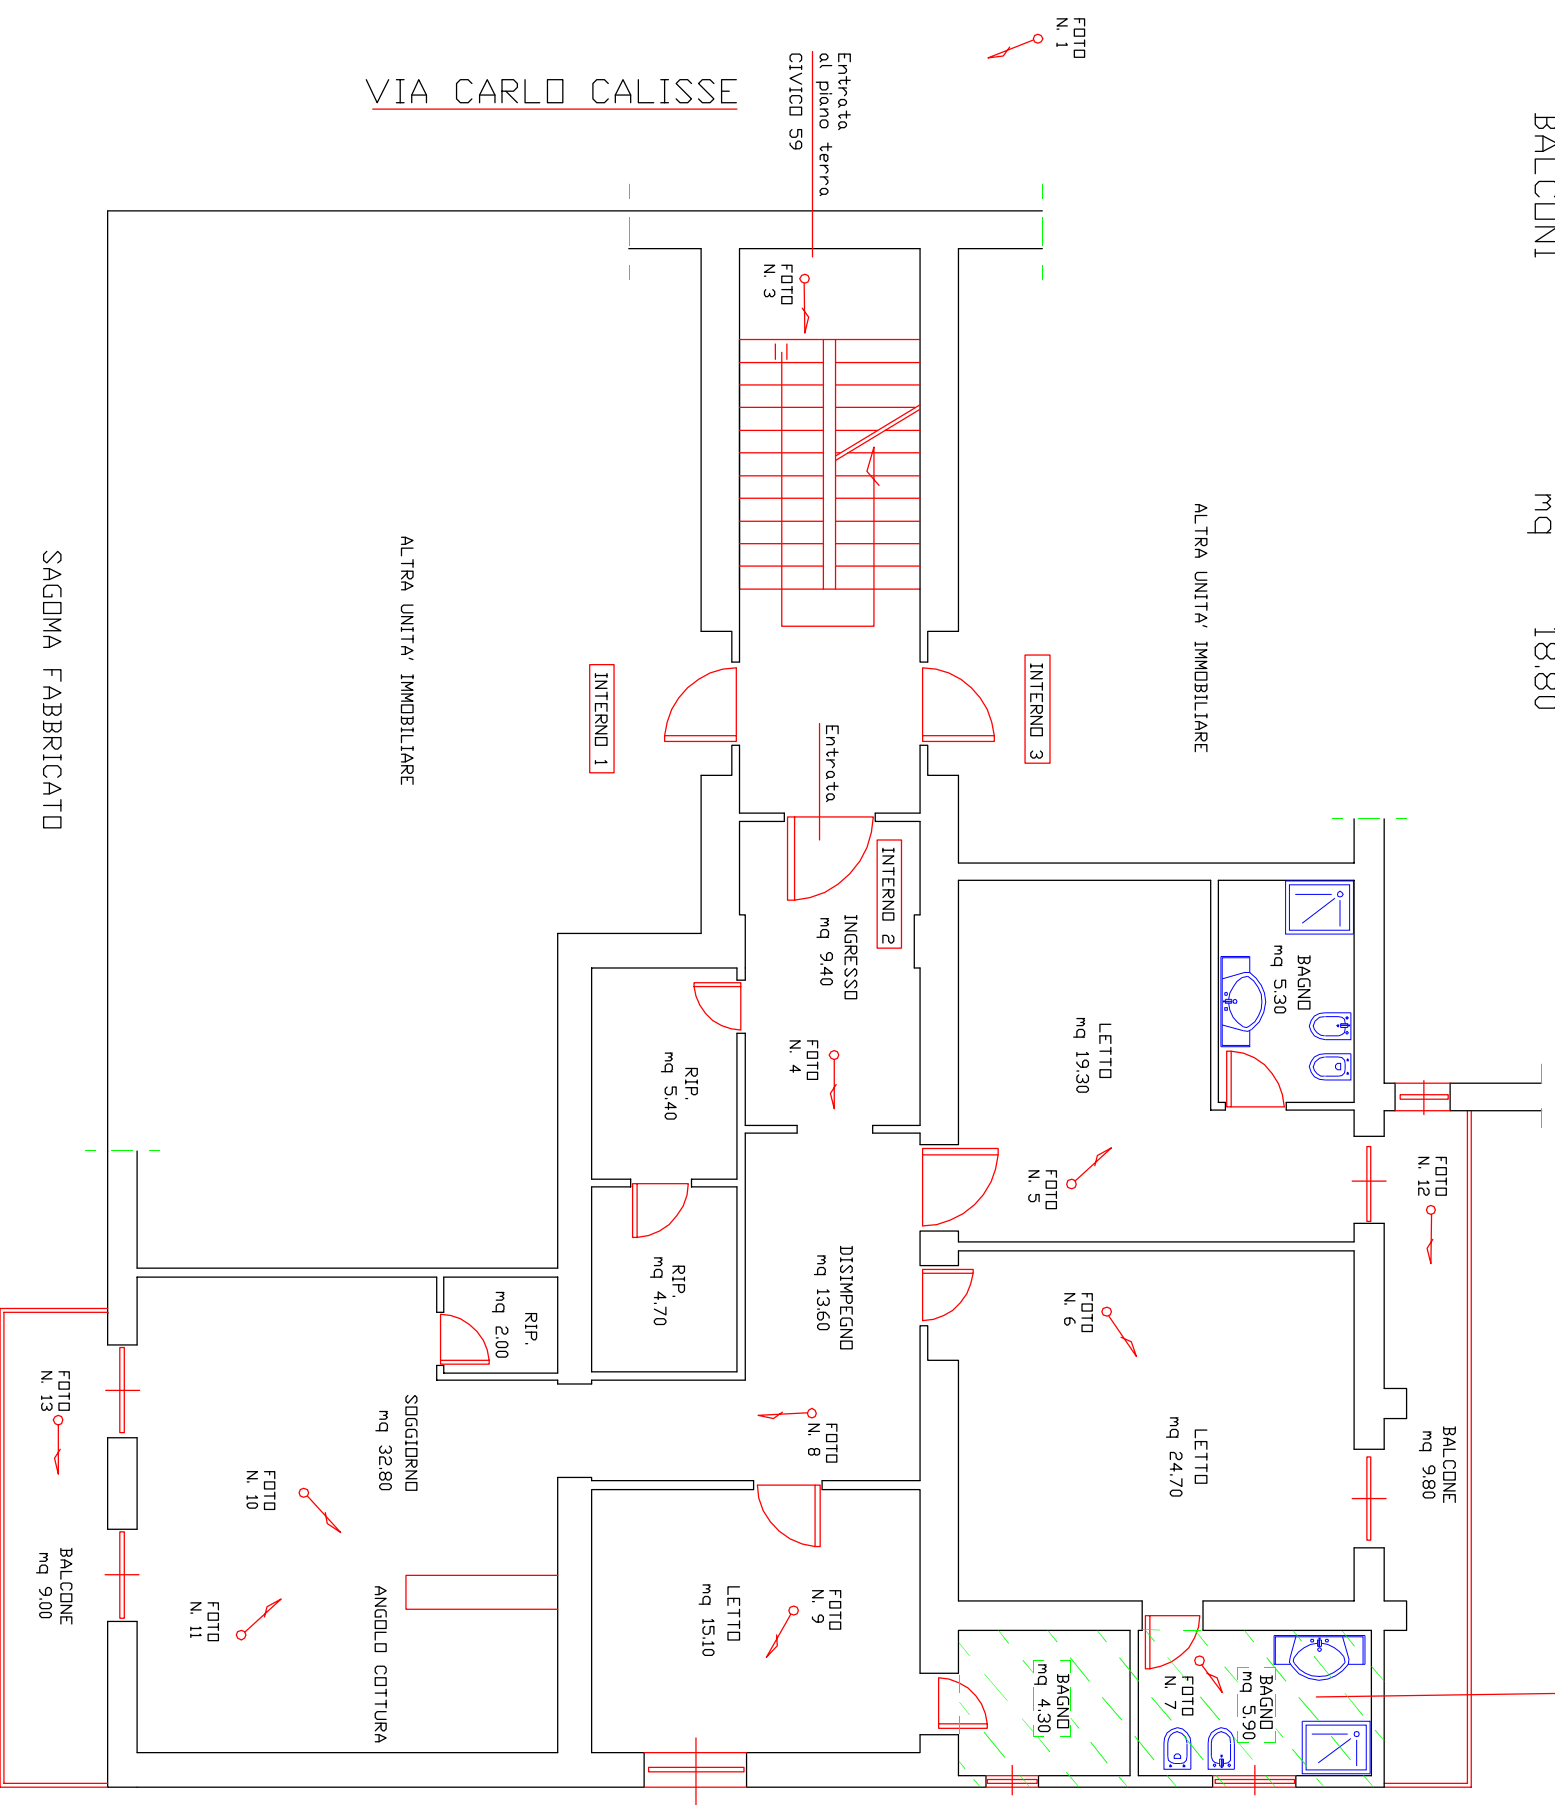 VIA CARLO CALISSE
FOTO
N. 1
Entrata
al piano terra
CIVICO 59
BALCONI mq 18.80
FOTO
N. 3
ALTRA UNITA' IMMOBILIARE
ALTRA UNITA' IMMOBILIARE
SAGOMA FABBRICATO
INTERNO 1
INTERNO 3
Entrata
INTERNO 2
INGRESSO
mq 9.40
BAGNO
mq 5.30
LETTO
mq 19.30
FOTO
N. 4
RIP.
mq 5.40
FOTO
N. 5
FOTO
N. 12
RIP.
mq 4.70
DISIMPEGNO
mq 13.60
FOTO
N. 6
RIP.
mq 2.00
FOTO
N. 13
SOGGIORNO
mq 32.80
FOTO
N. 8
LETTO
mq 24.70
BALCONE
mq 9.80
FOTO
N. 10
BALCONE
mq 9.00
FOTO
N. 11
ANGOLO COTTURA
LETTO
mq 15.10
FOTO
N. 9
BAGNO
mq 4.30
FOTO
N. 7
BAGNO
mq 5.90